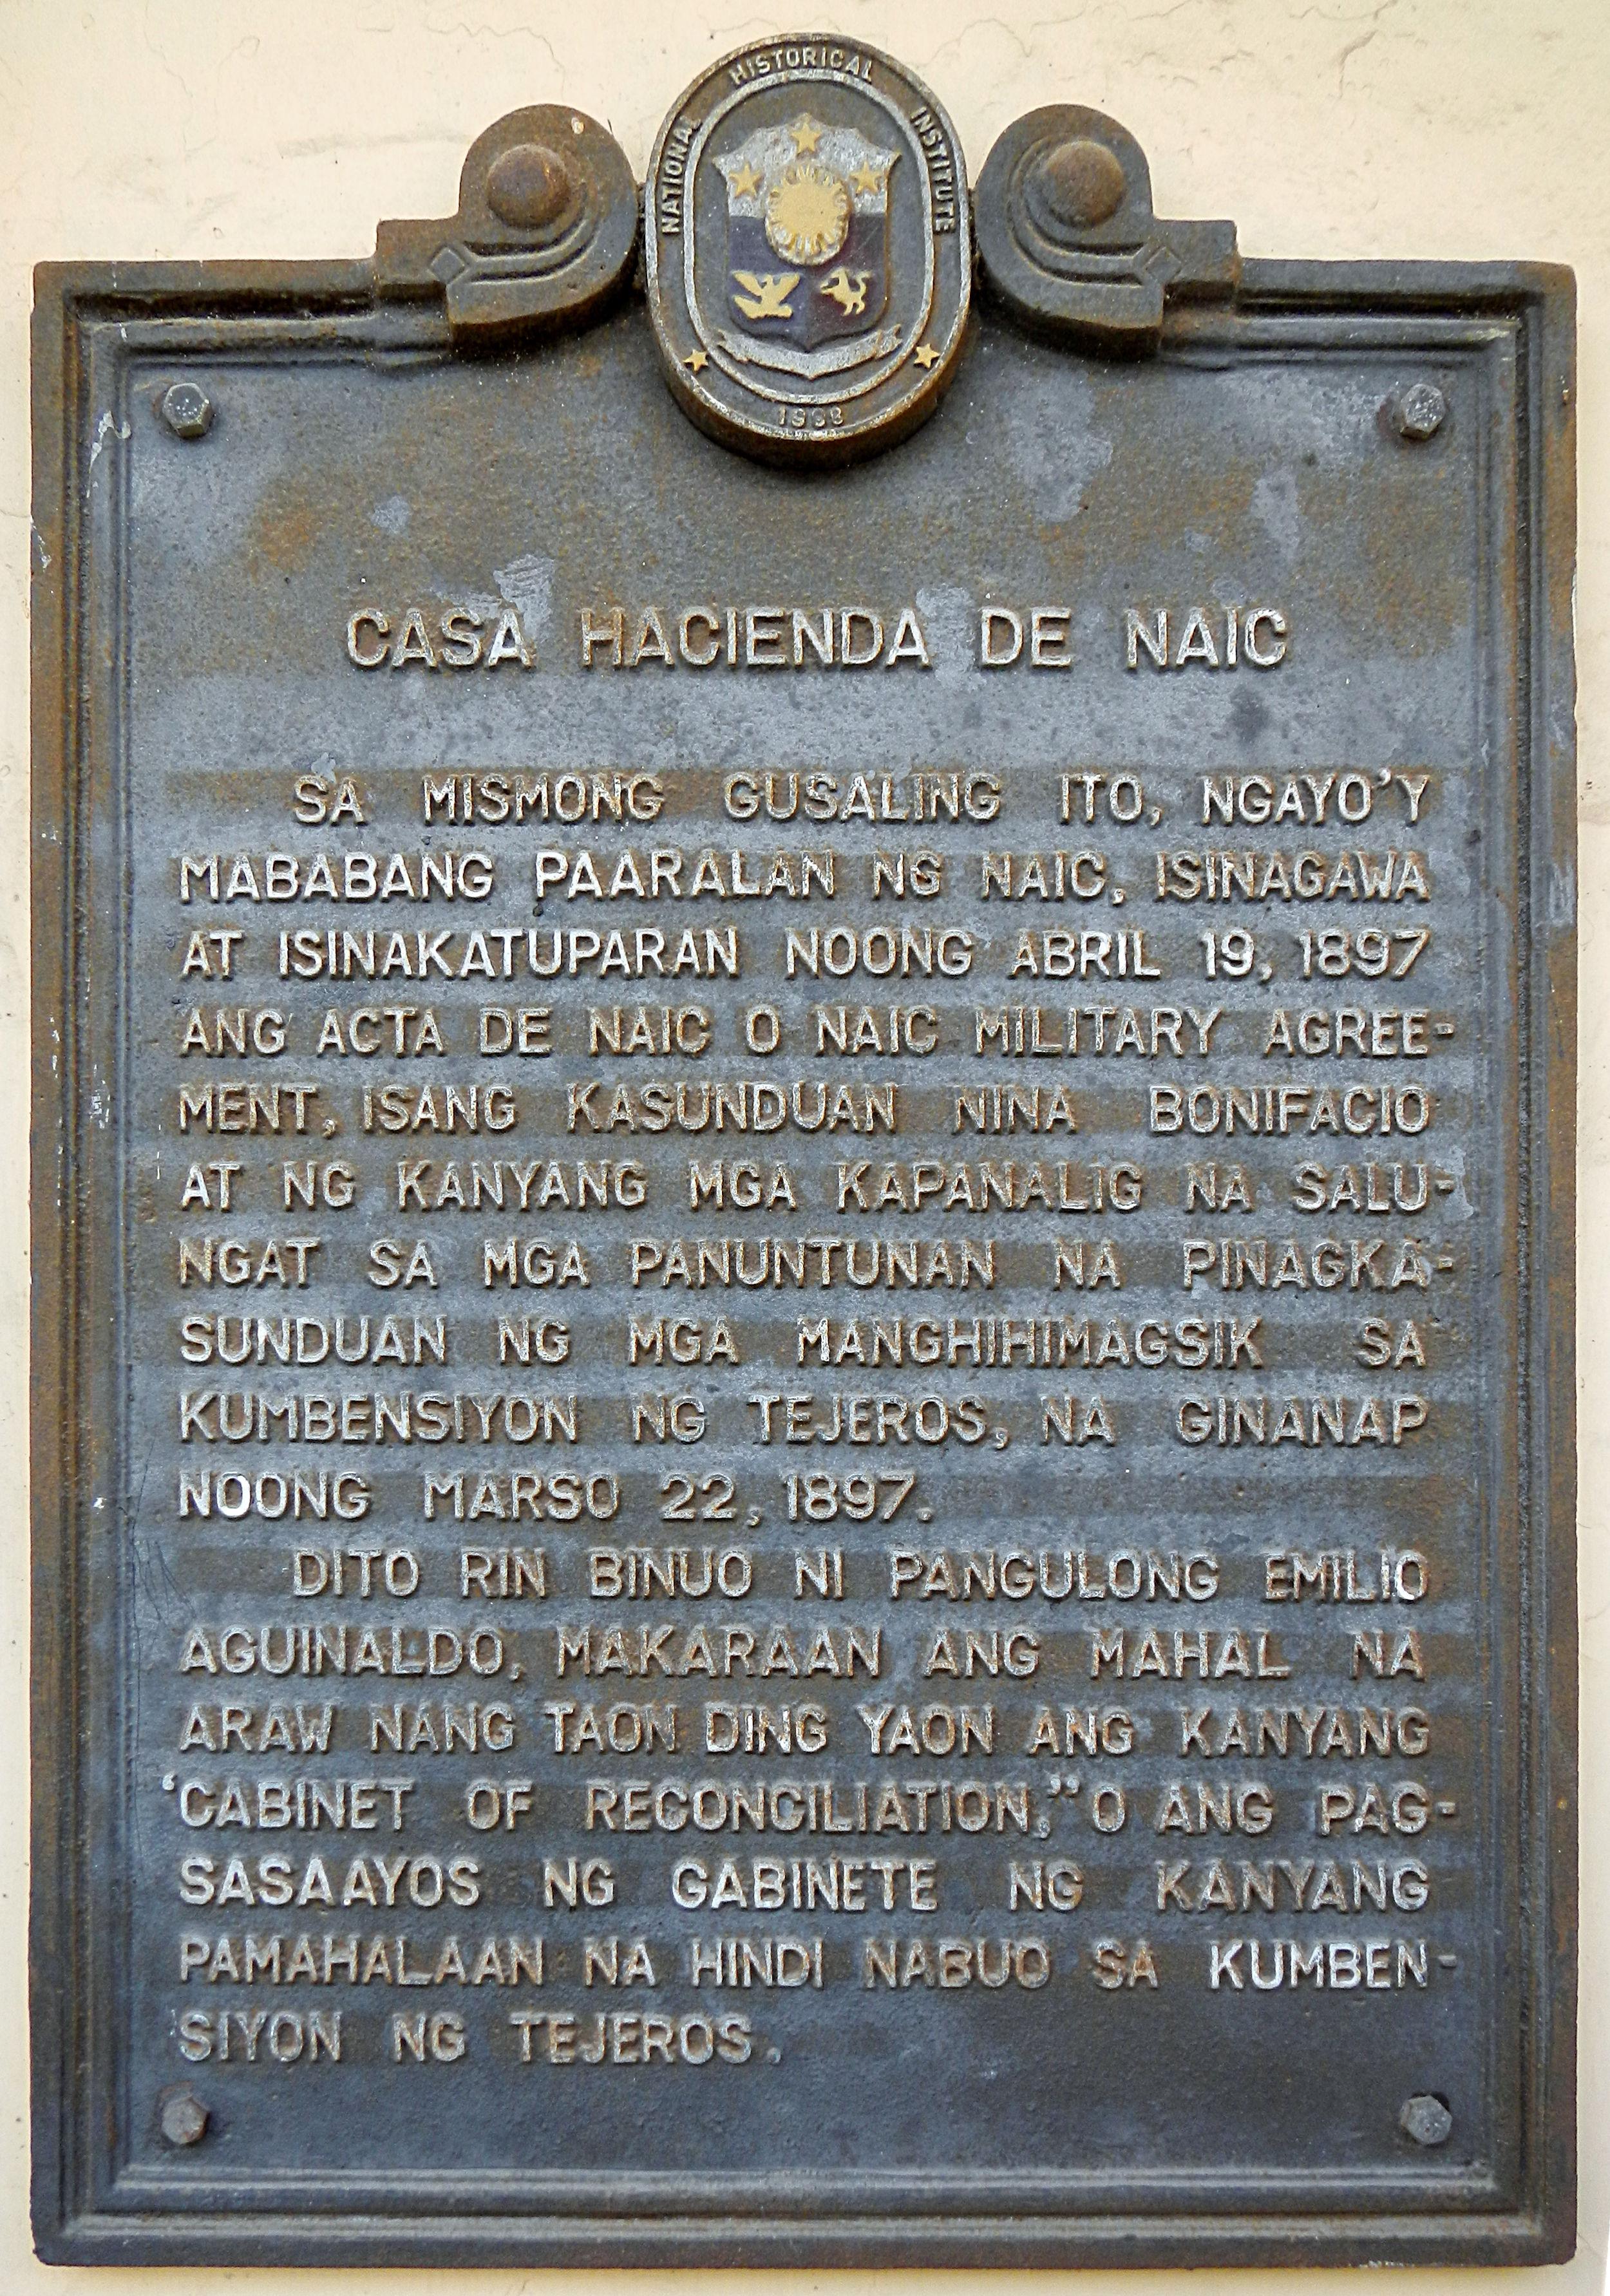 NATIONAL HISTORICAL INSTITUTE
CASA HACIENDA DE NAIC
SA MISMONG GUSALING ITO, NGAYO'Y
MABABANG PAARALAN NG NAIC, ISINAGAWA
AT ISINAKATUPARAN NOONG ABRIL 19, 1897
ANG ACTA DE NAIC O NAIC MILITARY AGREE-
MENT, ISANG KASUNDUAN NINA BONIFACIO
AT NG KANYANG MGA KAPANALIG NA SALU-
NGAT SA MGA PANUNTUNAN NA PINAGKA-
SUNDUAN NG MGA MANGHIHIMAGSIK SA
KUMBENSIYON NG TEJEROS, NA GINANAP
NOONG MARSO 22, 1897.
DITO RIN BINUO NI PANGULONG EMILIO
AGUINALDO, MAKARAAN ANG MAHAL NA
ARAW NANG TAON DING YAON ANG KANYANG
‘CABINET OF RECONCILIATION,” O ANG PAG-
SASAAYOS NG GABINETE NG KANYANG
PAMAHALAAN NA HINDI NABUO SA KUMBEN-
SIYON NG TEJEROS.